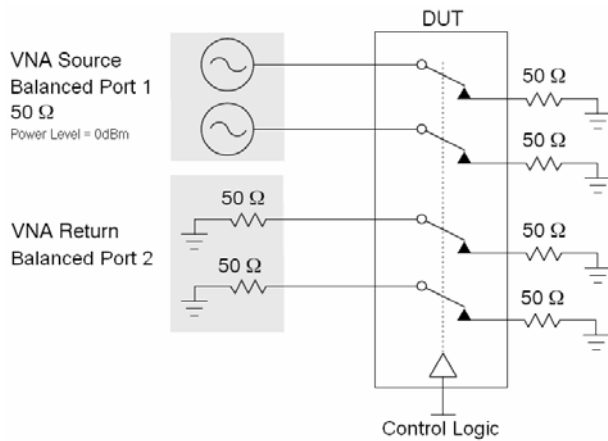 DUT
VNA Source
Balanced Port 1
50 Ω
Power Level = 0dBm
50 Ω
50 Ω
VNA Return
Balanced Port 2
50 Ω
50 Ω
50 Ω
50 Ω
Control Logic